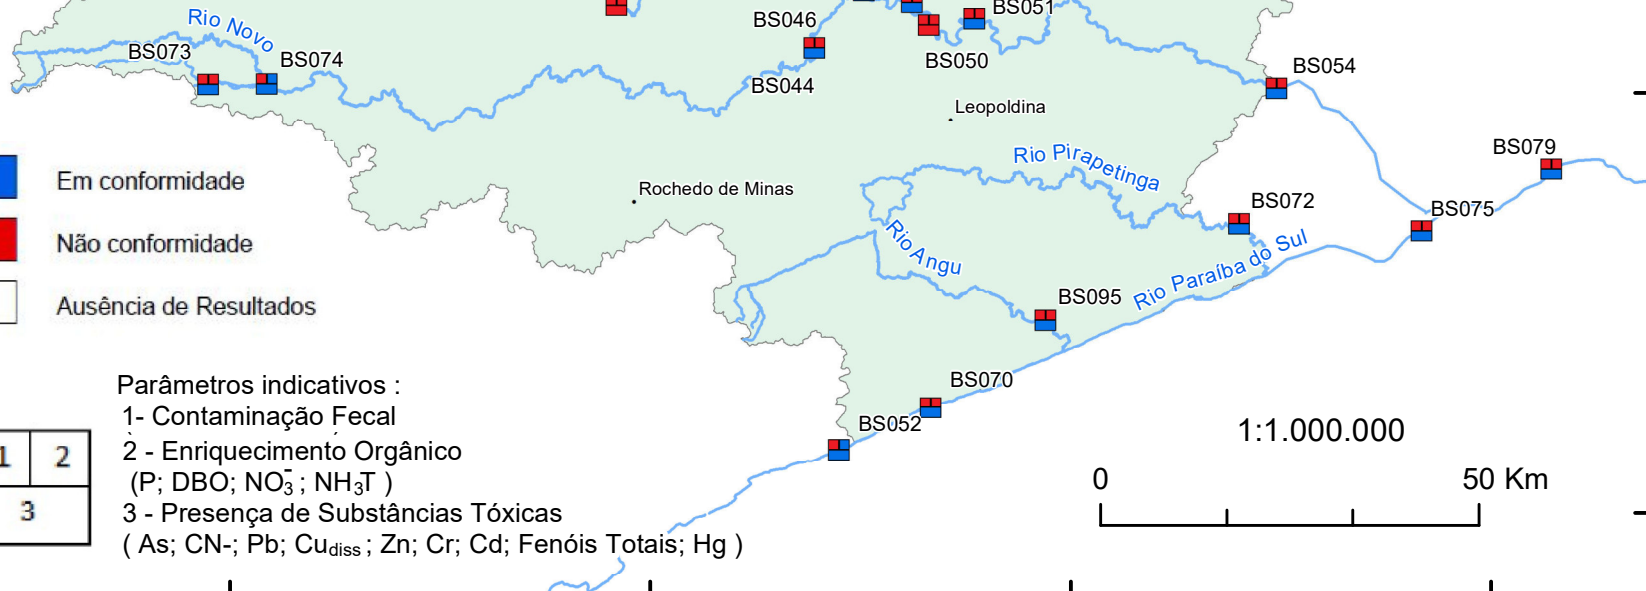 BS051
BS046
Rio Novo
BS073
BS074
BS050
BS054
BS044
Leopoldina
BS079
Rio Pirapetinga
Em conformidade
Rochedo de Minas
BS072
BS075
Não conformidade
Rio Angu
Rio Paraíba do Sul
BS095
Ausência de Resultados
Parâmetros indicativos :
BS070
1- Contaminação Fecal
BS052
1:1.000.000
1 2
2 - Enriquecimento Orgânico
(P; DBO; NO₃⁻ ; NH₃T )
0 50 Km
3
3 - Presença de Substâncias Tóxicas
( As; CN-; Pb; Cudiss ; Zn; Cr; Cd; Fenóis Totais; Hg )